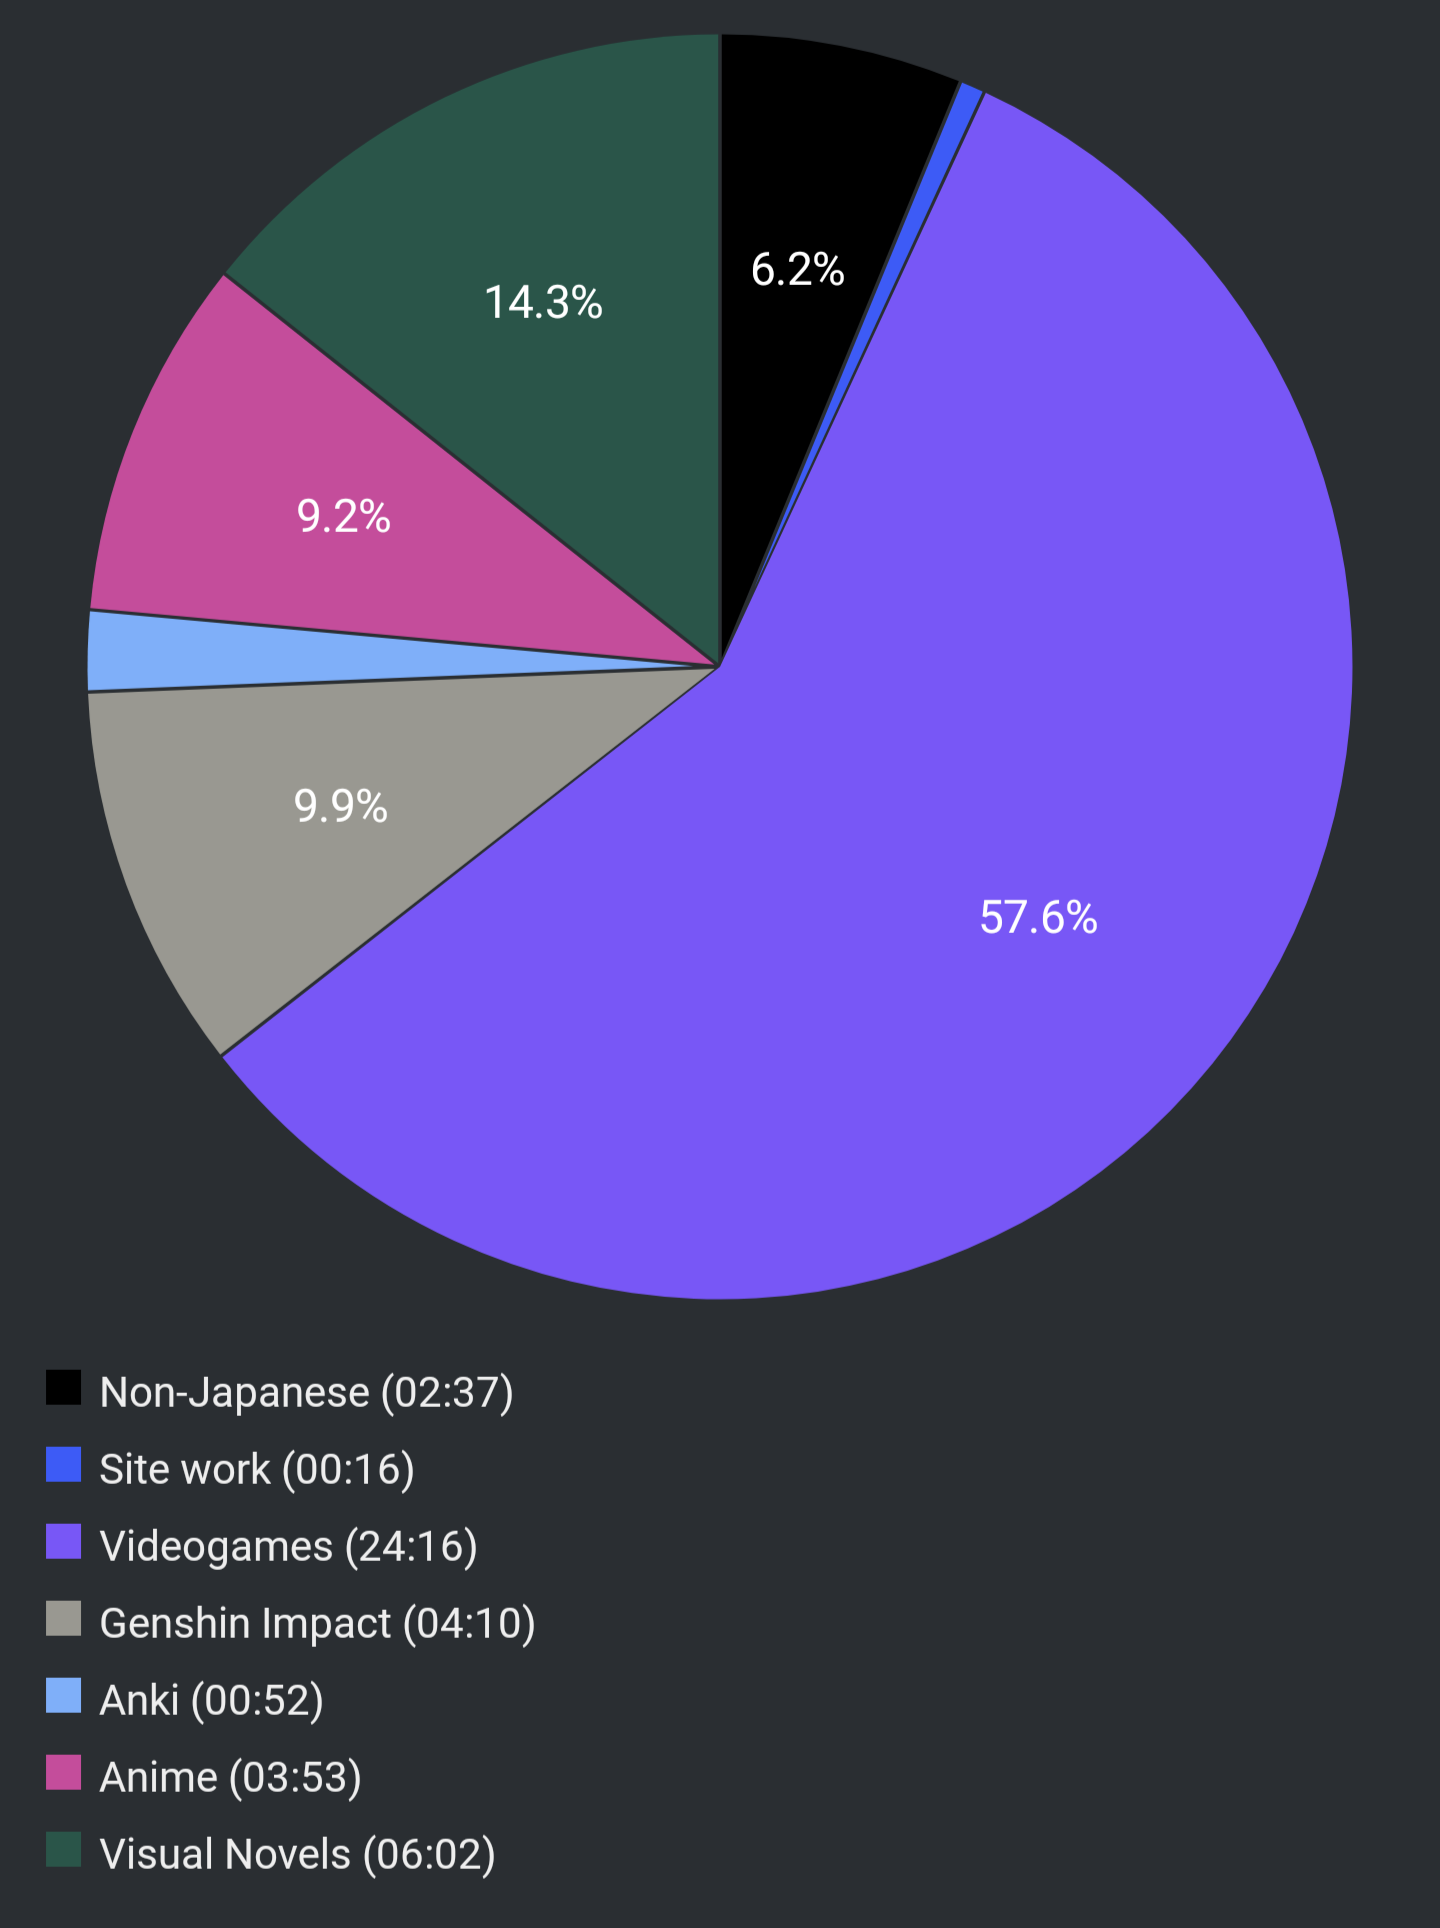 6.2%
14.3%
9.2%
9.9%
57.6%
Non-Japanese (02:37)
Site work (00:16)
Videogames (24:16)
Genshin Impact (04:10)
Anki (00:52)
Anime (03:53)
Visual Novels (06:02)